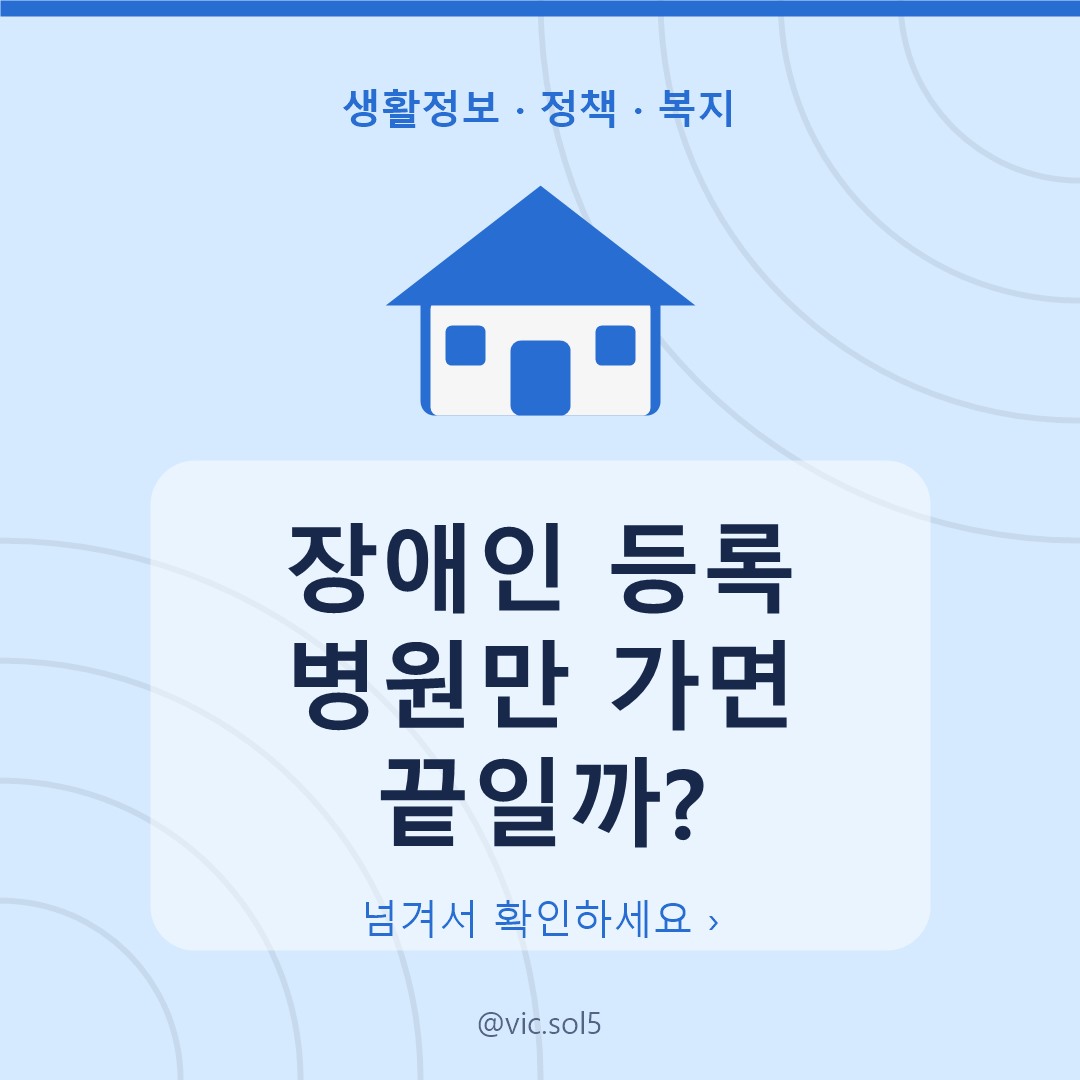 생활정보 · 정책 · 복지
장애인 등록
병원만 가면
끝일까?
넘겨서 확인하세요 ›
@vic.sol5